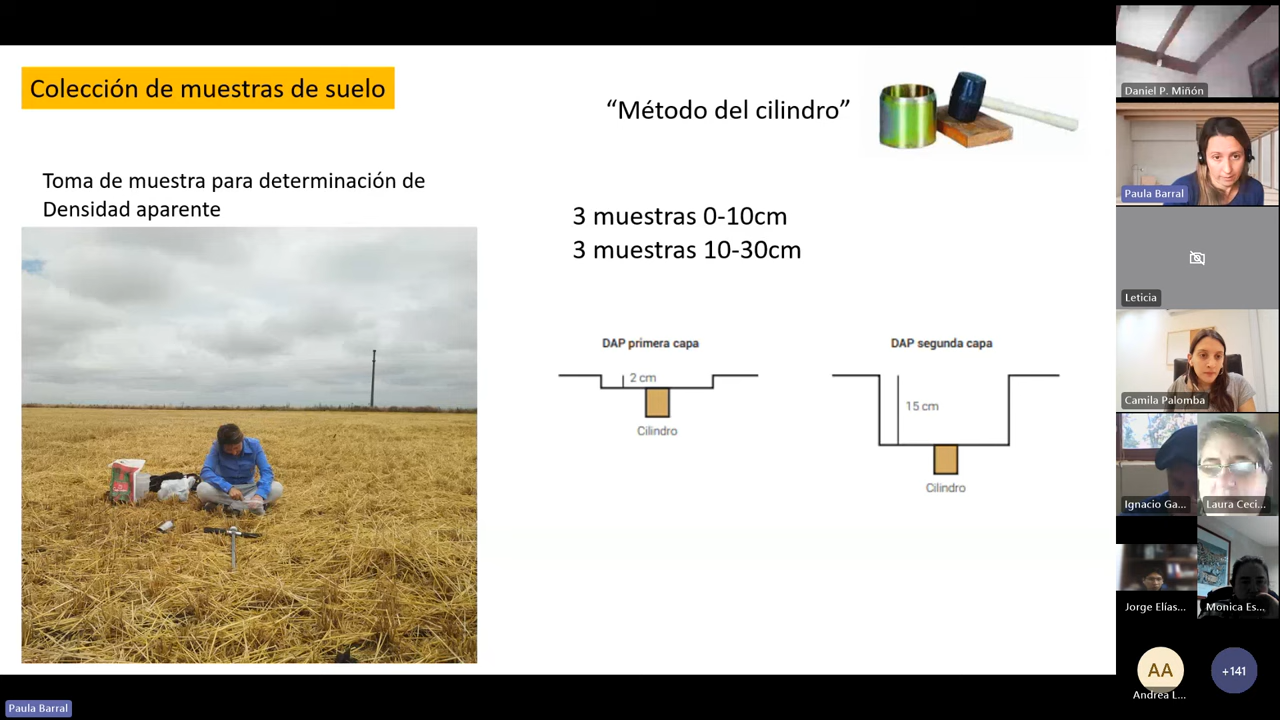 Colección de muestras de suelo
“Método del cilindro”
Toma de muestra para determinación de
Densidad aparente
3 muestras 0-10cm
3 muestras 10-30cm
DAP primera capa
2 cm
Cilindro
DAP segunda capa
15 cm
Cilindro
Daniel P. Miñón
Paula Barral
Leticia
Camila Palomba
Ignacio Ga...
Laura Ceci...
Jorge Elías...
Monica Es...
AA
Andrea L...
+141
Paula Barral